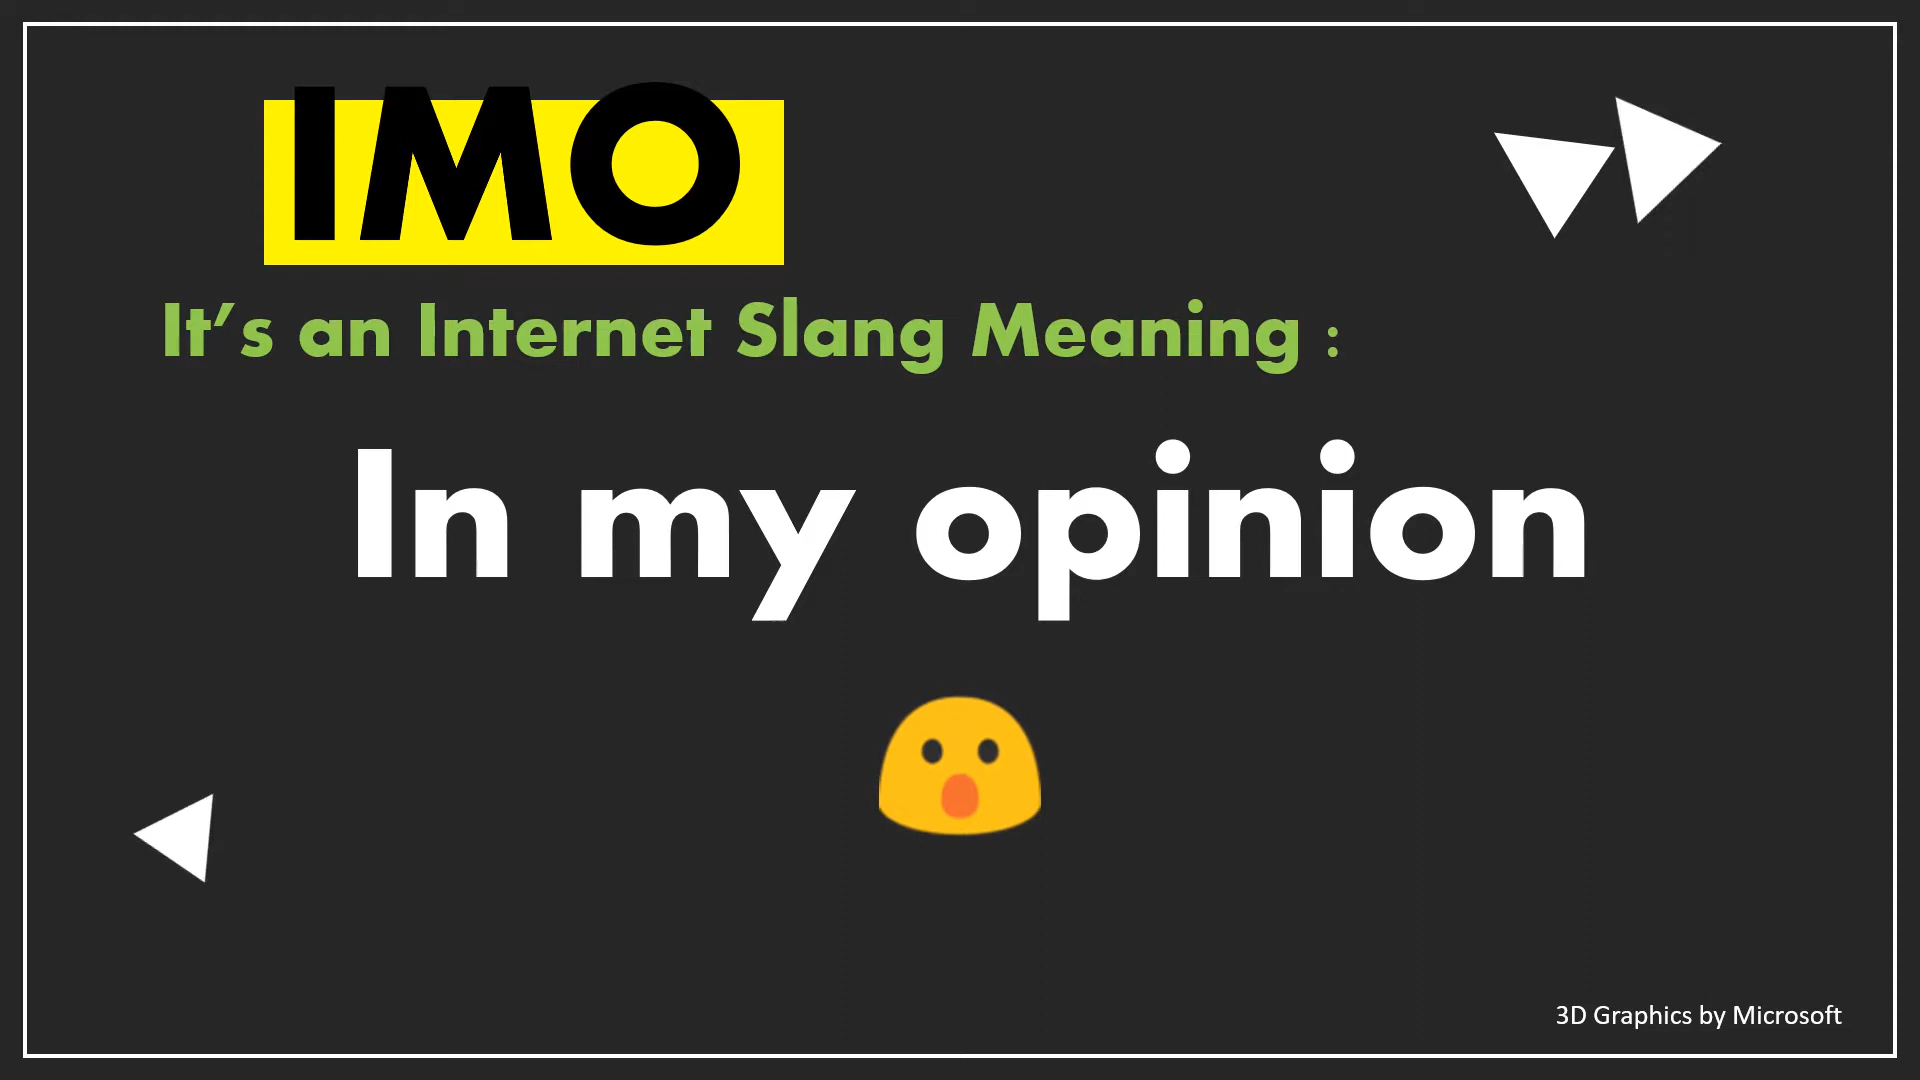 IMO
It’s an Internet Slang Meaning :
In my opinion
3D Graphics by Microsoft